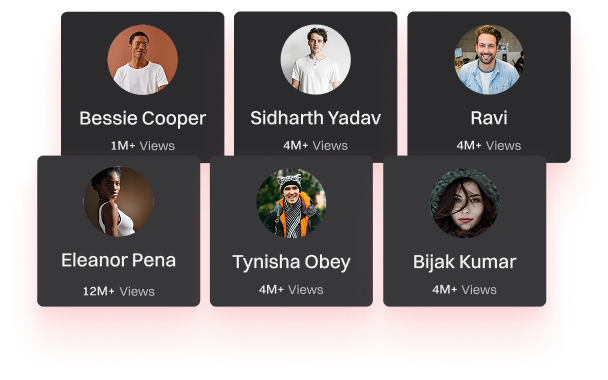 Bessie Cooper
1M+ Views
Sidharth Yadav
4M+ Views
Ravi
4M+ Views
Eleanor Pena
12M+ Views
Tynisha Obey
4M+ Views
Bijak Kumar
4M+ Views